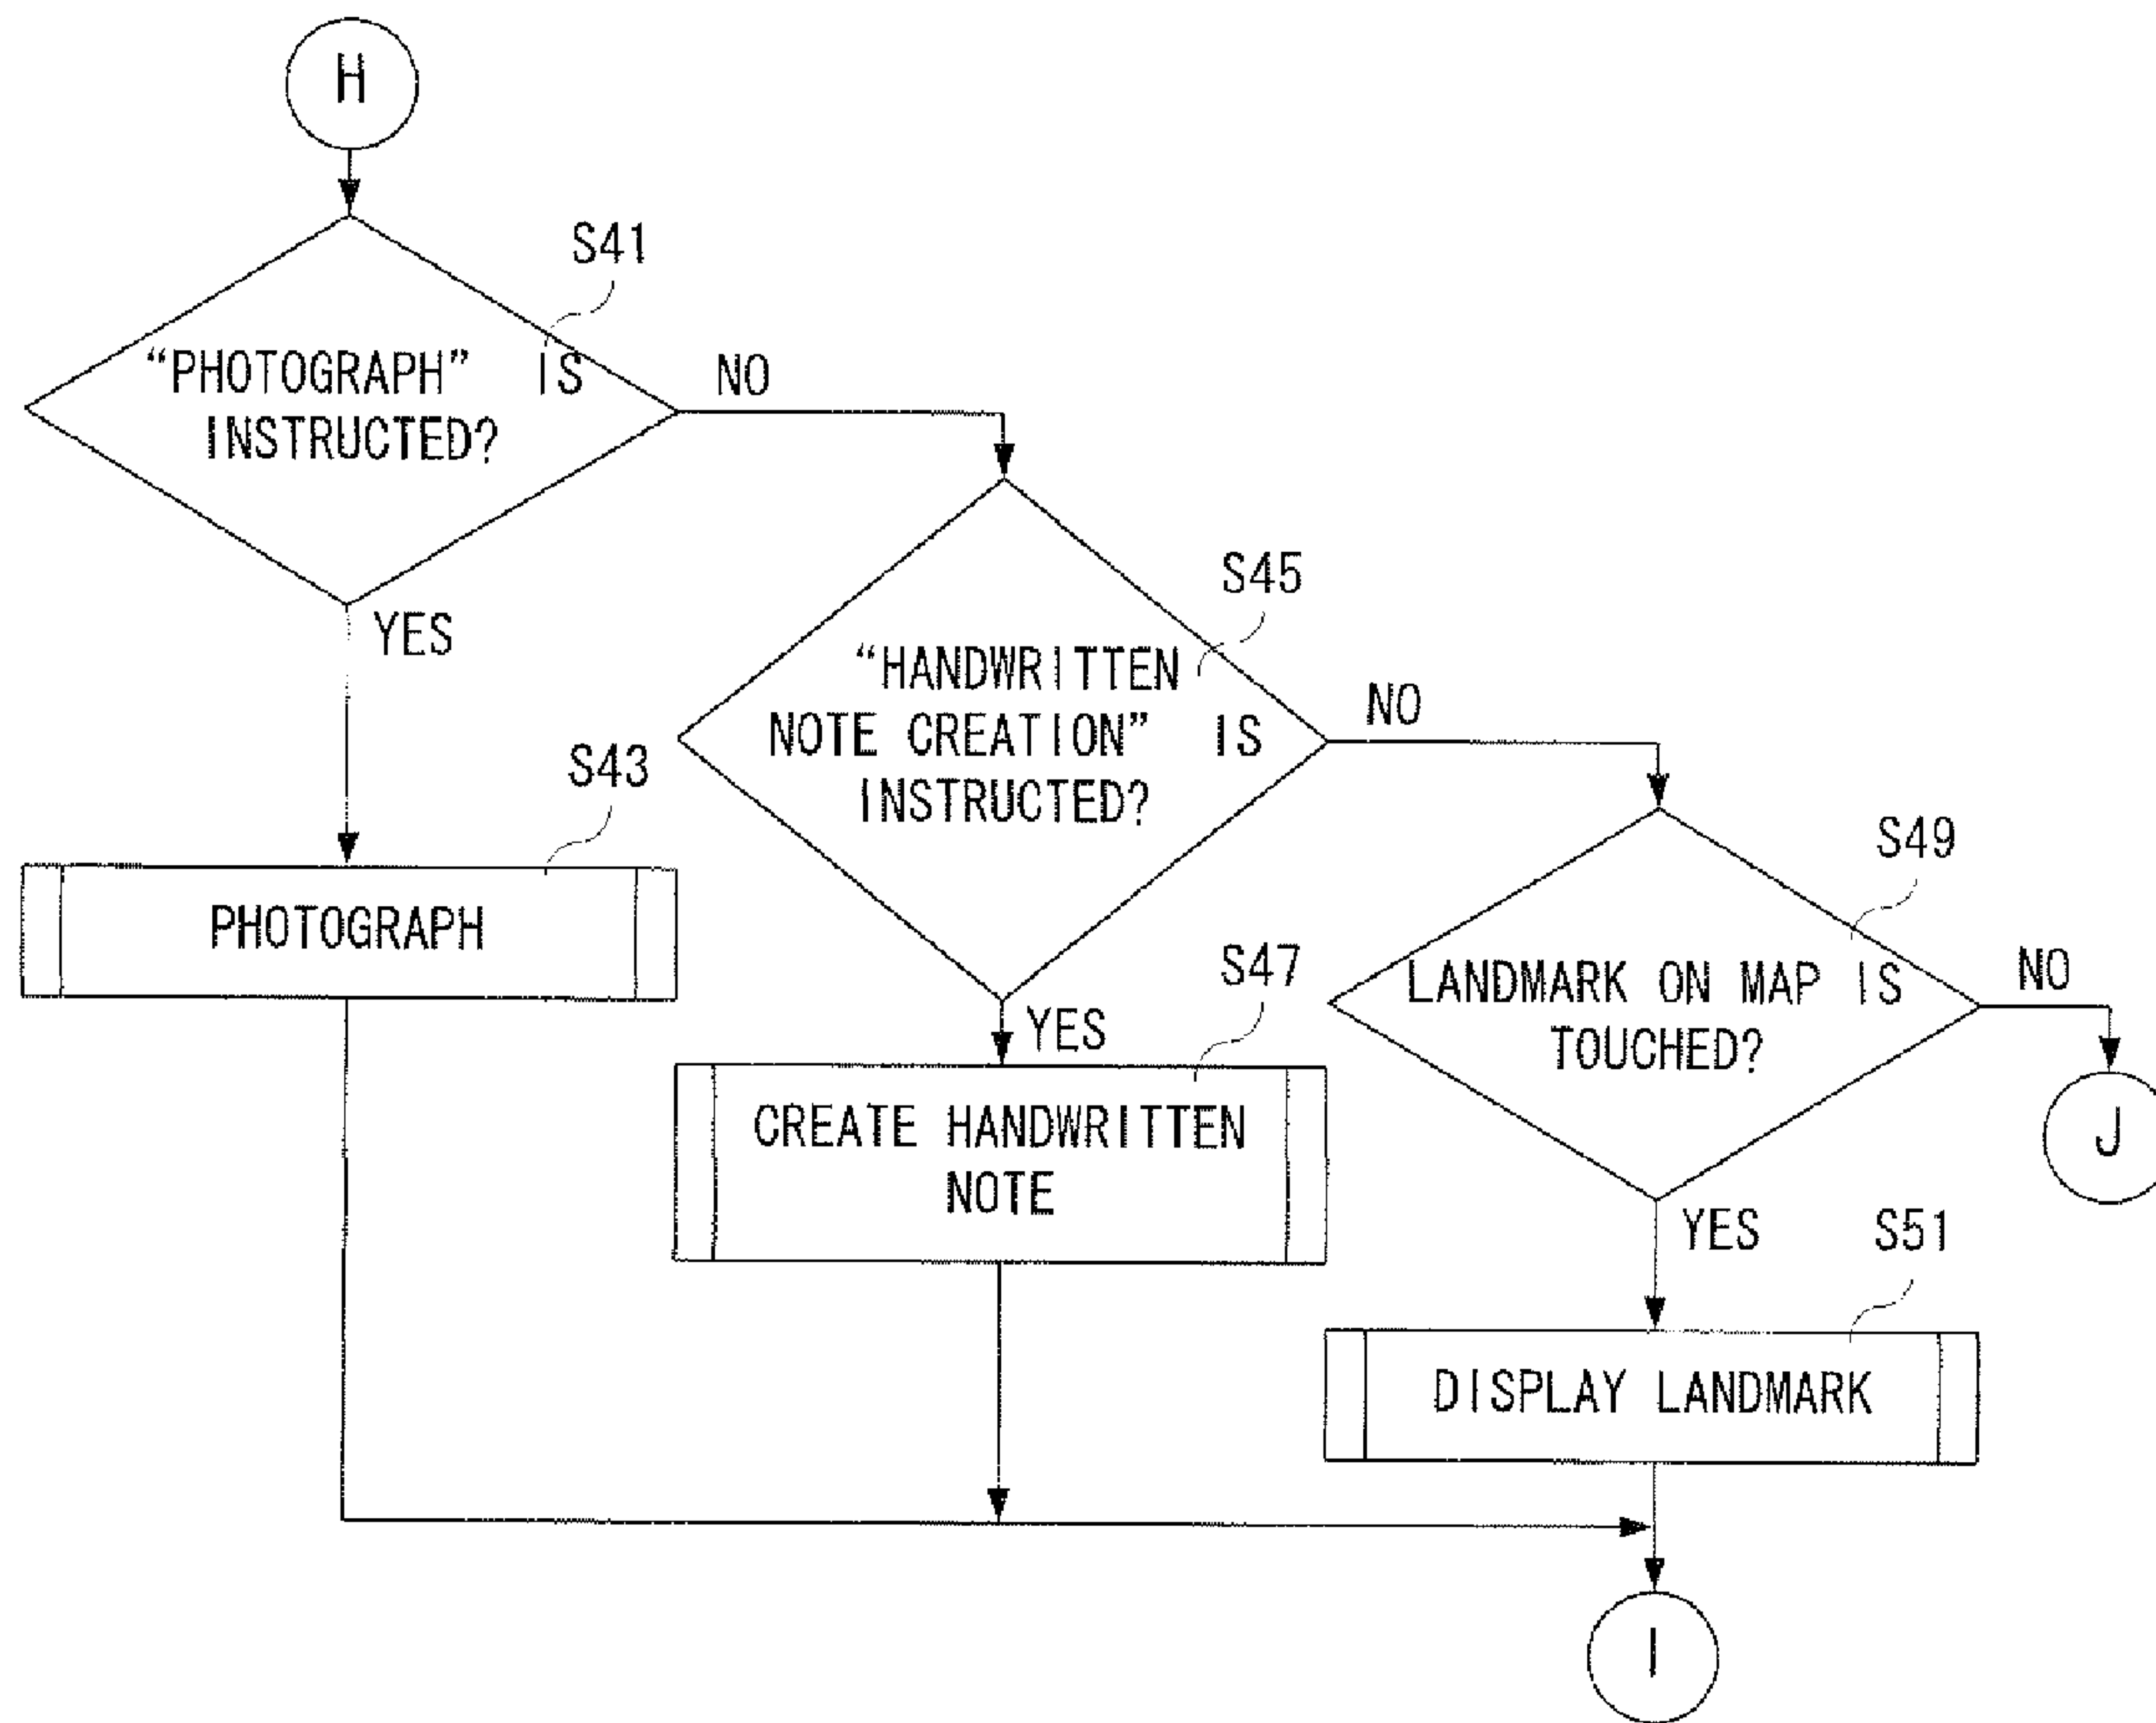 H
S41
“PHOTOGRAPH” IS
INSTRUCTED?
NO
YES
S45
“HANDWRITTEN
NOTE CREATION” IS
INSTRUCTED?
NO
YES
S43
PHOTOGRAPH
S49
LANDMARK ON MAP IS
TOUCHED?
NO
YES
S47
CREATE HANDWRITTEN
NOTE
J
S51
DISPLAY LANDMARK
I